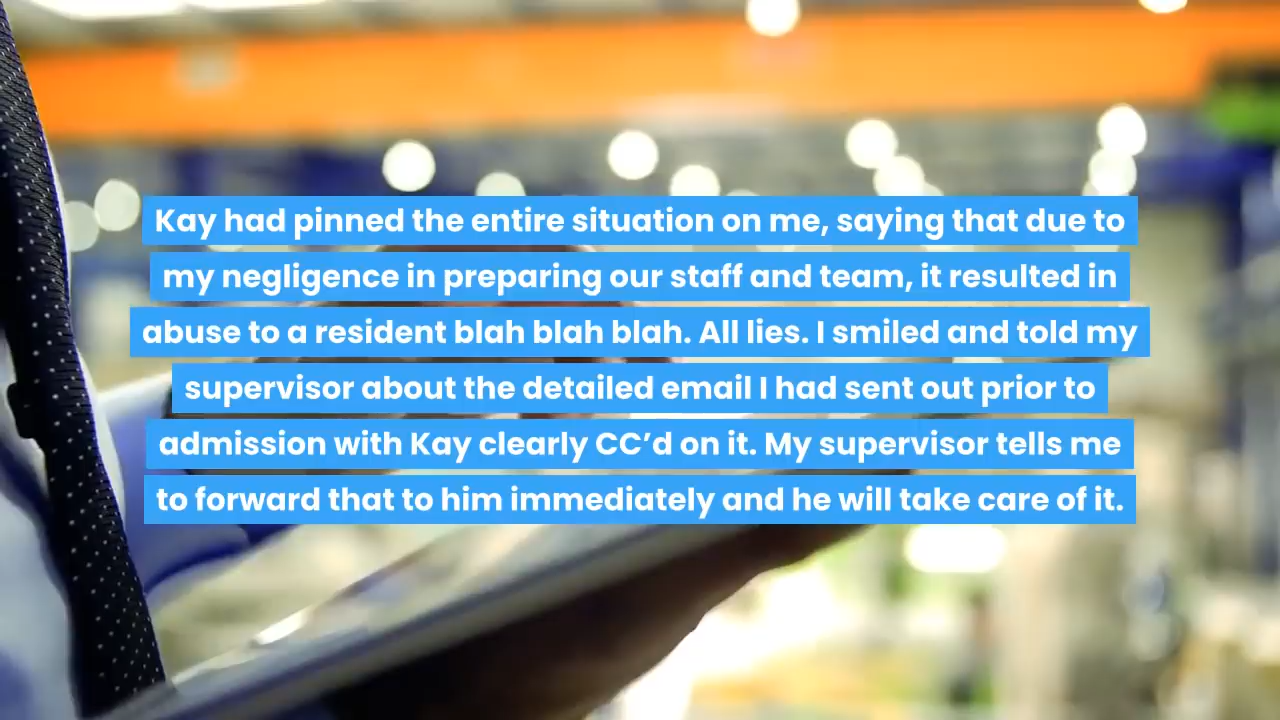 Kay had pinned the entire situation on me, saying that due to
my negligence in preparing our staff and team, it resulted in
abuse to a resident blah blah blah. All lies. I smiled and told my
supervisor about the detailed email I had sent out prior to
admission with Kay clearly CC’d on it. My supervisor tells me
to forward that to him immediately and he will take care of it.